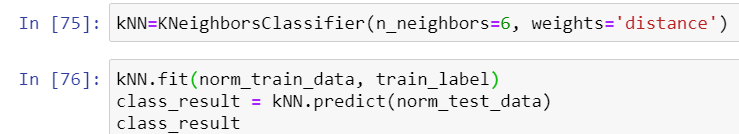 In [75]: kNN=KNeighborsClassifier(n_neighbors=6, weights='distance')
In [76]: kNN.fit(norm_train_data, train_label)
class_result = kNN.predict(norm_test_data)
class_result